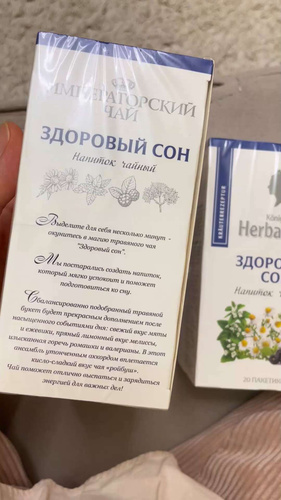 ИМПЕРАТОРСКИЙ
ЧАЙ
ЗДОРОВЫЙ СОН
Напиток чайный
Выделите для себя несколько минут -
окунитесь в магию травяного чая
"Здоровый сон".
Мы постарались создать напиток,
который мягко успокоит и поможет
подготовиться ко сну.
Сбалансированно подобранный травяной
букет будет прекрасным дополнением после
насыщенного событиями дня: свежий вкус мяты
и ежевики, пряный лимонный вкус мелиссы,
изысканная горечь ромашки и валерианы. В этот
ансамбль утонченным аккордом вплетается
кисло-сладкий вкус чая "ройбуш".
Чай поможет отлично выспаться и зарядиться
энергией для важных дел!
KRÄUTERREZEPTUR
König
Herba
ЗДОРО
СО
Напиток
20 ПАКЕТИ